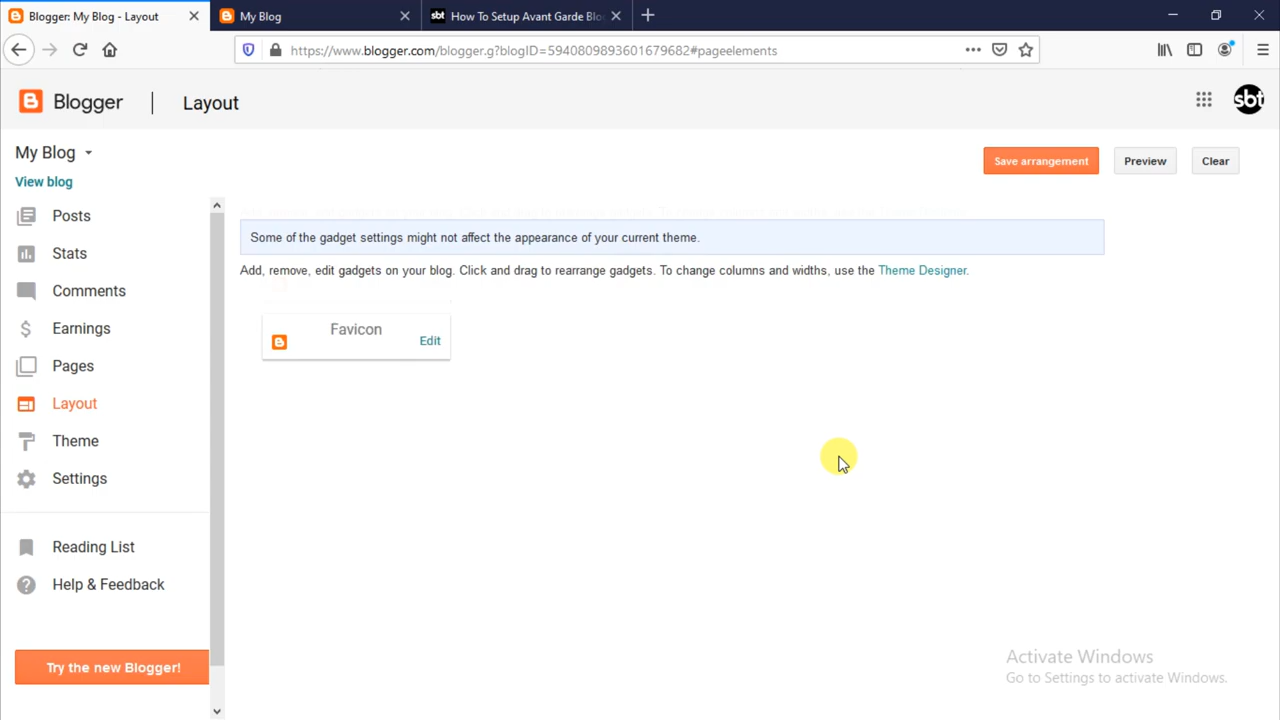 Blogger: My Blog - Layout
My Blog
sbt How To Setup Avant Garde Blo
https://www.blogger.com/blogger.g?blogID=5940809893601679682#pageelements
Blogger
Layout
sbt
My Blog
Save arrangement
Preview
Clear
View blog
Posts
Some of the gadget settings might not affect the appearance of your current theme.
Stats
Add, remove, edit gadgets on your blog. Click and drag to rearrange gadgets. To change columns and widths, use the Theme Designer.
Comments
Earnings
Favicon
Edit
Pages
Layout
Theme
Settings
Reading List
Help & Feedback
Try the new Blogger!
Activate Windows
Go to Settings to activate Windows.